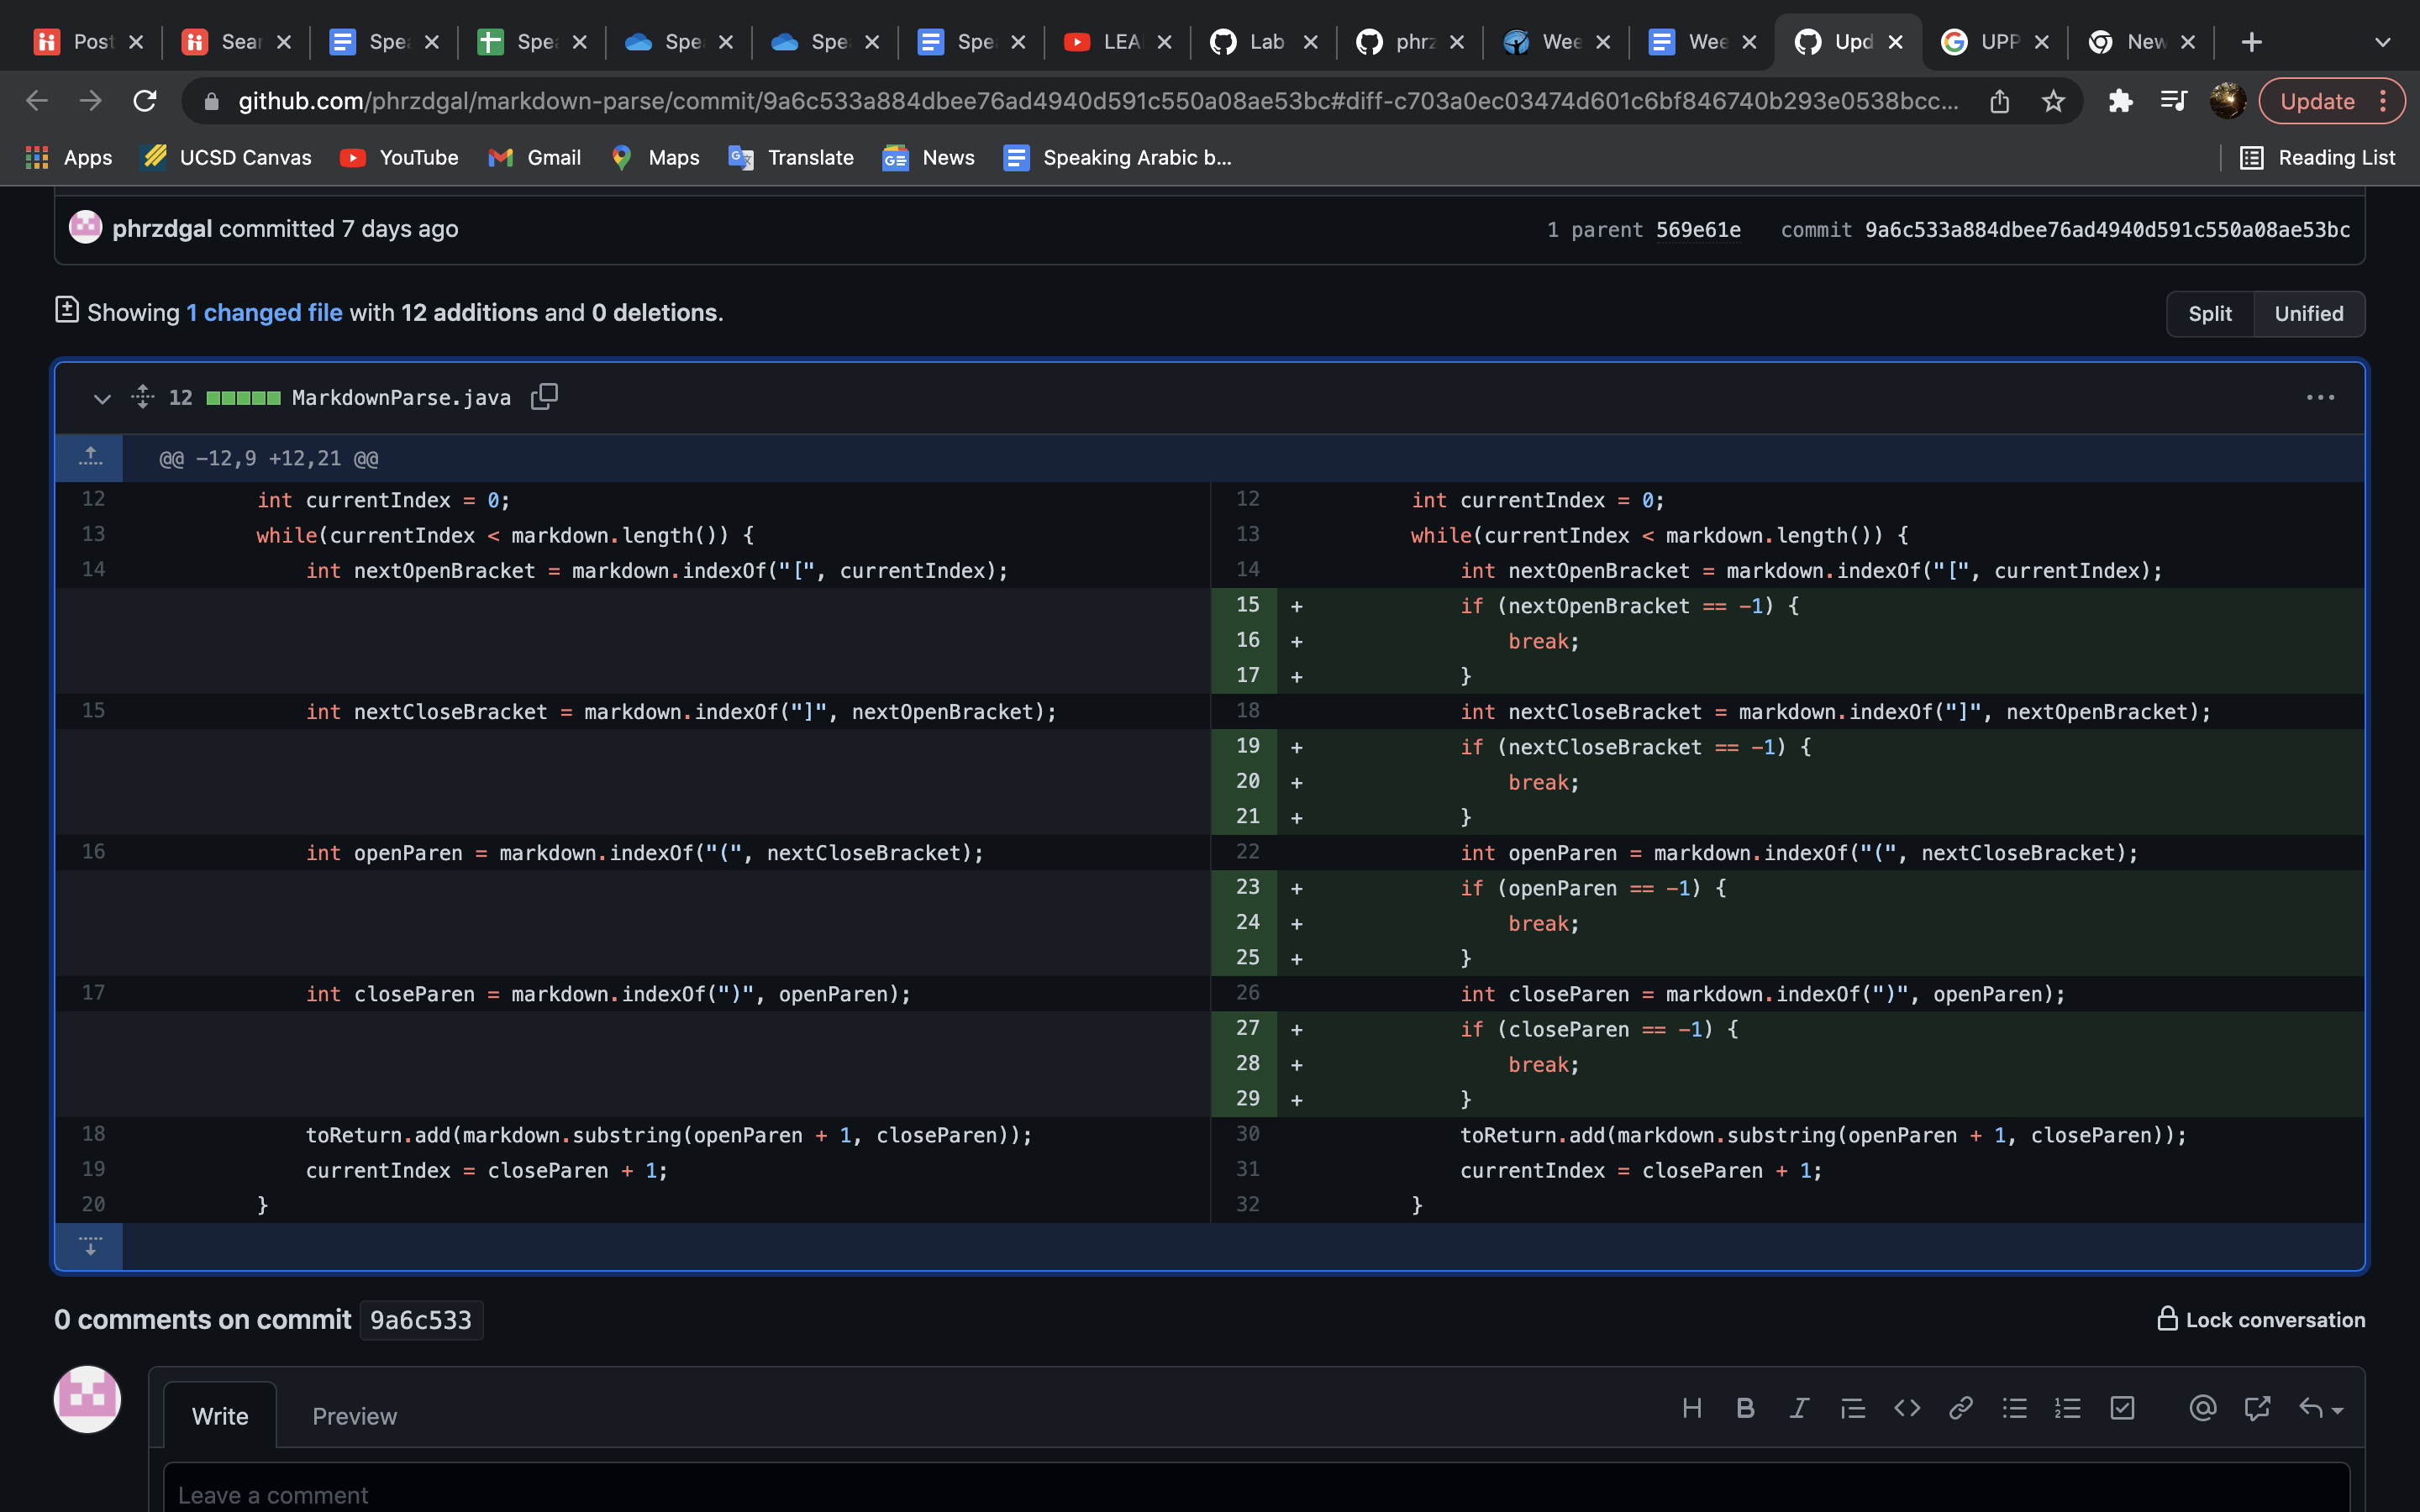 Post Sear Spea Spea Spe Spe Spe LEA Lab phrz Wee Wee Upd UPP New
github.com/phrzdgal/markdown-parse/commit/9a6c533a884dbee76ad4940d591c550a08ae53bc#diff-c703a0ec03474d601c6bf846740b293e0538bcc... Update
Apps UCSD Canvas YouTube Gmail Maps Translate News Speaking Arabic b... Reading List
phrzdgal committed 7 days ago 1 parent 569e61e commit 9a6c533a884dbee76ad4940d591c550a08ae53bc
Showing 1 changed file with 12 additions and 0 deletions. Split Unified
12 MarkdownParse.java
@@ -12,9 +12,21 @@
12 int currentIndex = 0; 12 int currentIndex = 0;
13 while(currentIndex < markdown.length()) { 13 while(currentIndex < markdown.length()) {
14 int nextOpenBracket = markdown.indexOf("[", currentIndex); 14 int nextOpenBracket = markdown.indexOf("[", currentIndex);
15 + if (nextOpenBracket == -1) {
16 + break;
17 + }
15 int nextCloseBracket = markdown.indexOf("]", nextOpenBracket); 18 int nextCloseBracket = markdown.indexOf("]", nextOpenBracket);
19 + if (nextCloseBracket == -1) {
20 + break;
21 + }
16 int openParen = markdown.indexOf("(", nextCloseBracket); 22 int openParen = markdown.indexOf("(", nextCloseBracket);
23 + if (openParen == -1) {
24 + break;
25 + }
17 int closeParen = markdown.indexOf(")", openParen); 26 int closeParen = markdown.indexOf(")", openParen);
27 + if (closeParen == -1) {
28 + break;
29 + }
18 toReturn.add(markdown.substring(openParen + 1, closeParen)); 30 toReturn.add(markdown.substring(openParen + 1, closeParen));
19 currentIndex = closeParen + 1; 31 currentIndex = closeParen + 1;
20 } 32 }
0 comments on commit 9a6c533 Lock conversation
Write Preview
Leave a comment